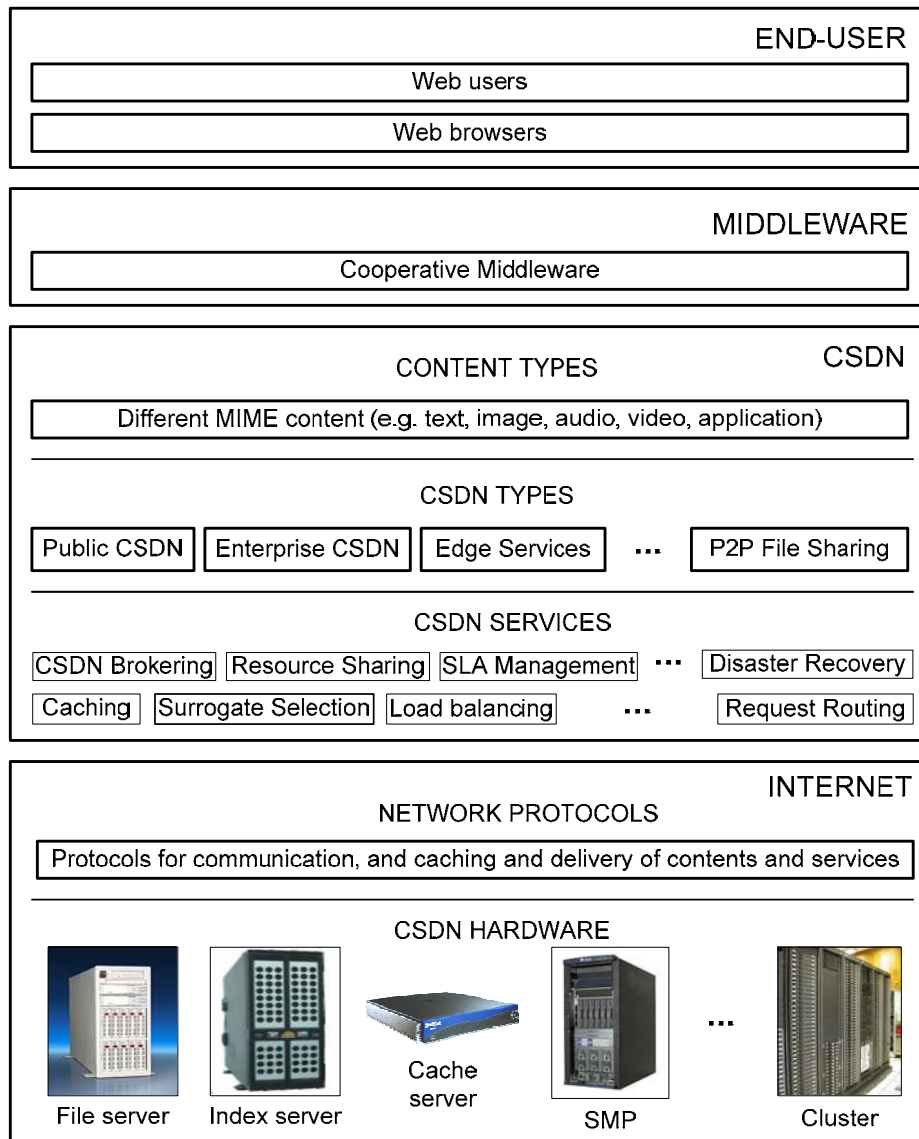 END-USER
Web users
Web browsers
MIDDLEWARE
Cooperative Middleware
CSDN
CONTENT TYPES
Different MIME content (e.g. text, image, audio, video, application)
CSDN TYPES
Public CSDN Enterprise CSDN Edge Services ... P2P File Sharing
CSDN SERVICES
CSDN Brokering Resource Sharing SLA Management ... Disaster Recovery
Caching Surrogate Selection Load balancing ... Request Routing
INTERNET
NETWORK PROTOCOLS
Protocols for communication, and caching and delivery of contents and services
CSDN HARDWARE
...
File server Index server Cache server SMP Cluster